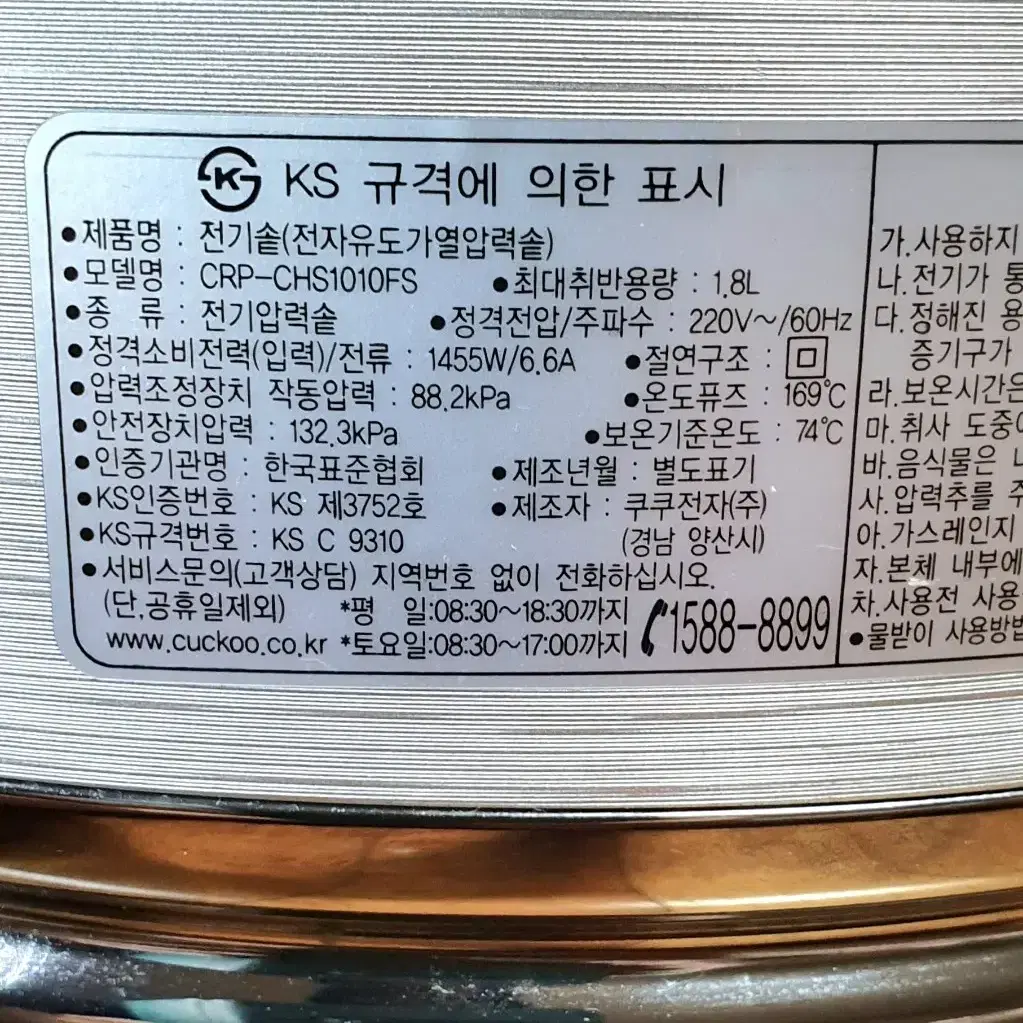 KS 규격에 의한 표시
●제품명 : 전기솥(전자유도가열압력솥)
●모델명 : CRP-CHS1010FS ●최대취반용량 : 1.8L
●종 류 : 전기압력솥 ●정격전압/주파수 : 220V~/60Hz
●정격소비전력(입력)/전류 : 1455W/6.6A ●절연구조 :
●압력조정장치 작동압력 : 88.2kPa ●온도퓨즈 : 169℃
●안전장치압력 : 132.3kPa ●보온기준온도 : 74℃
●인증기관명 : 한국표준협회 ●제조년월 : 별도표기
●KS인증번호 : KS 제3752호 ●제조자 : 쿠쿠전자(주)
●KS규격번호 : KS C 9310 (경남 양산시)
●서비스문의(고객상담) 지역번호 없이 전화하십시오.
(단,공휴일제외) *평 일:08:30~18:30까지
www.cuckoo.co.kr *토요일:08:30~17:00까지 1588-8899
가.사용하지
나.전기가 통
다.정해진 용
증기구가
라.보온시간은
마.취사 도중에
바.음식물은
사.압력추를
아.가스레인지
자.본체 내부에
차.사용전 사용
●물받이 사용방법